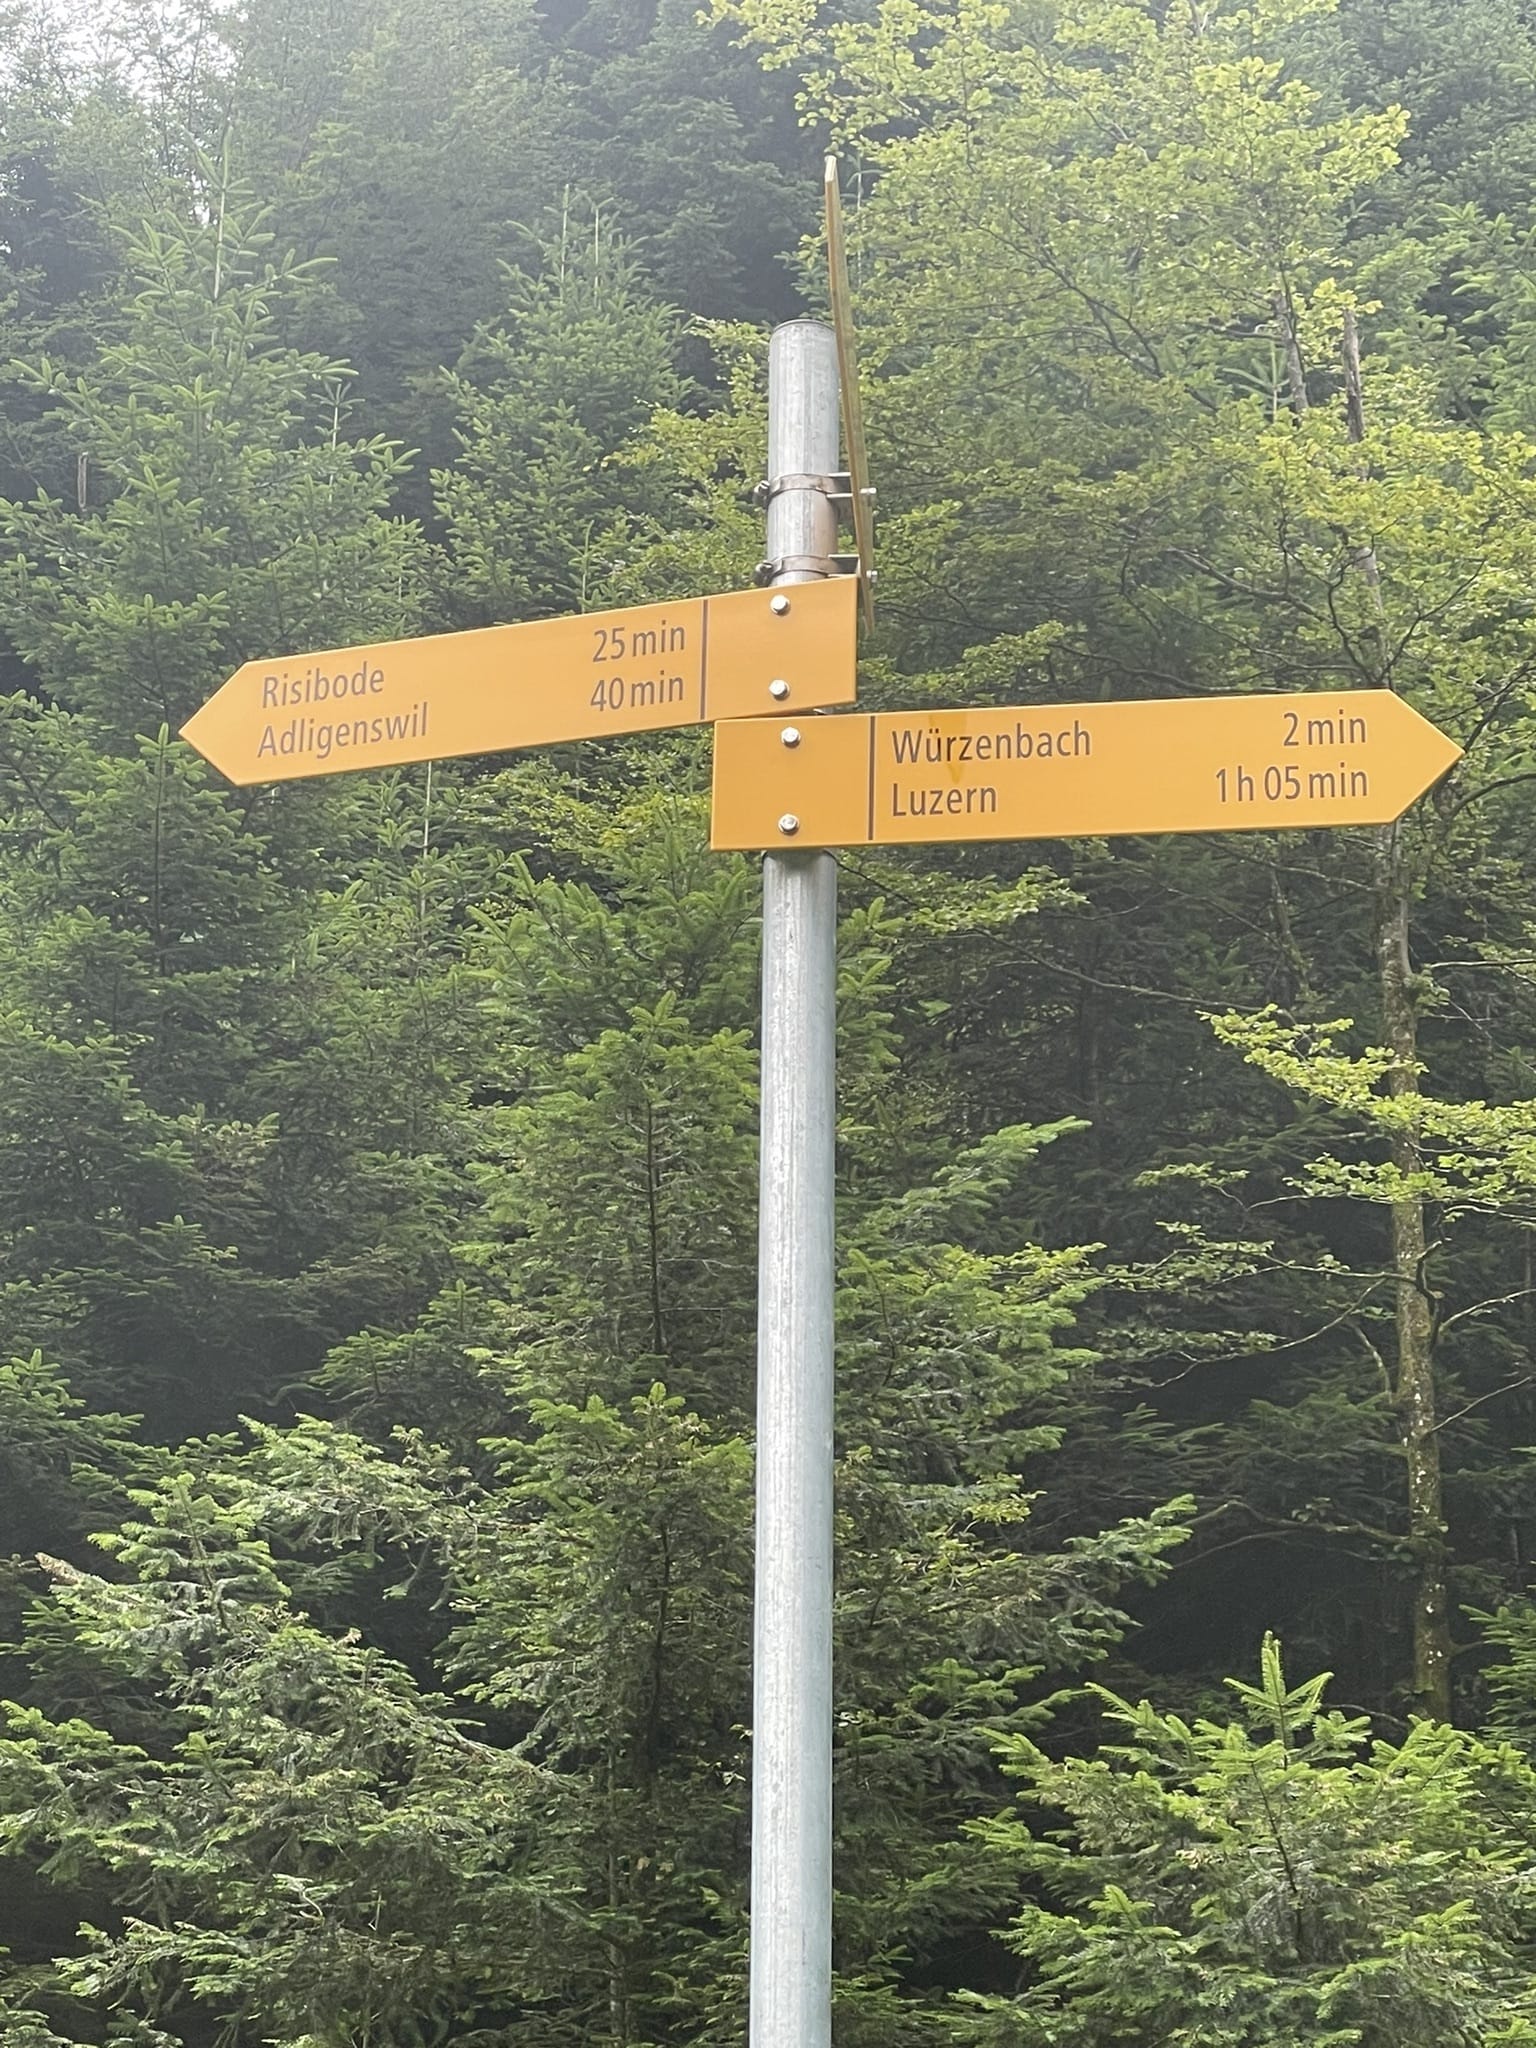 Risibode 25 min
Adligenswil 40 min
Würzenbach 2 min
Luzern 1 h 05 min